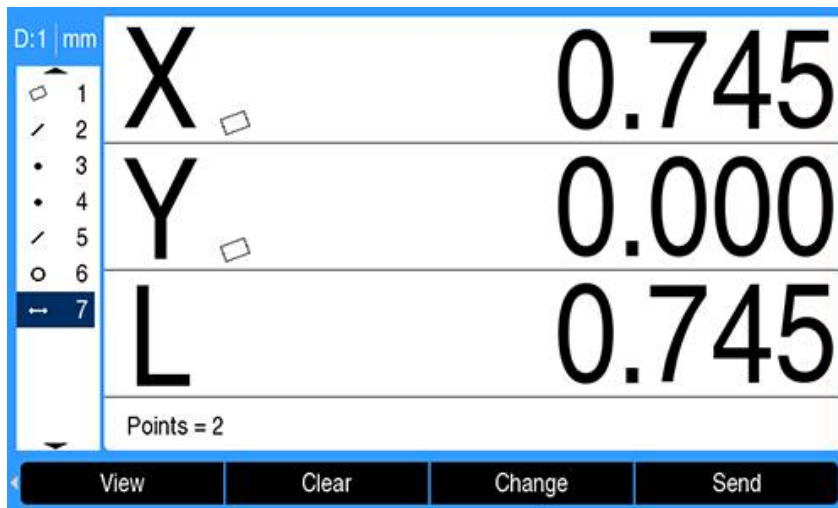 D:1 mm
1
2
3
4
5
6
7
X 0.745
Y 0.000
L 0.745
Points = 2
View Clear Change Send